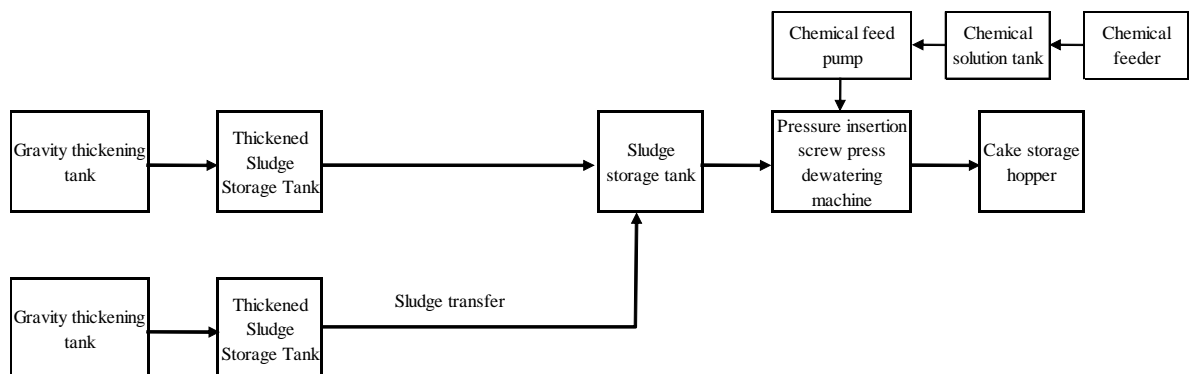 Chemical feed
pump
Chemical
solution tank
Chemical
feeder
Gravity thickening
tank
Thickened
Sludge
Storage Tank
Sludge
storage tank
Pressure insertion
screw press
dewatering
machine
Cake storage
hopper
Gravity thickening
tank
Thickened
Sludge
Storage Tank
Sludge transfer